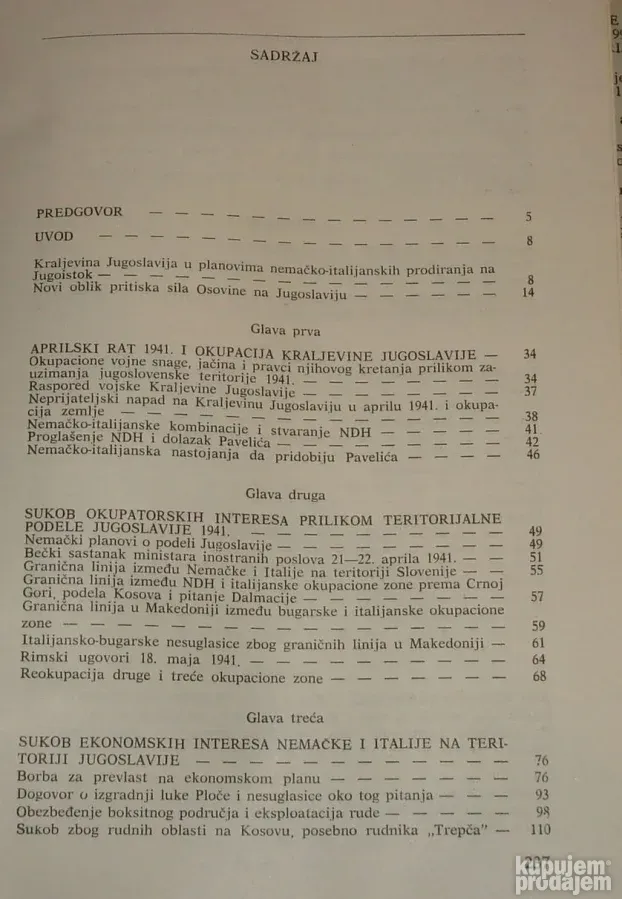 SADRŽAJ
PREDGOVOR — — — — — — — — — — — — — 5
UVOD — — — — — — — — — — — — — — — 8
Kraljevina Jugoslavija u planovima nemačko-italijanskih prodiranja na
Jugoistok — — — — — — — — — — — — — — 8
Novi oblik pritiska sila Osovine na Jugoslaviju — — — — — — 14
Glava prva
APRILSKI RAT 1941. I OKUPACIJA KRALJEVINE JUGOSLAVIJE — 34
Okupacione vojne snage, jačina i pravci njihovog kretanja prilikom za-
uzimanja jugoslovenske teritorije 1941. — — — — — — — — 34
Raspored vojske Kraljevine Jugoslavije — — — — — — — — 37
Neprijateljski napad na Kraljevinu Jugoslaviju u aprilu 1941. i okupa-
cija zemlje — — — — — — — — — — — — — — 38
Nemačko-italijanske kombinacije i stvaranje NDH — — — — — 41
Proglašenje NDH i dolazak Pavelića — — — — — — — — — 42
Nemačko-italijanska nastojanja da pridobiju Pavelića — — — — 46
Glava druga
SUKOB OKUPATORSKIH INTERESA PRILIKOM TERITORIJALNE
PODELE JUGOSLAVIJE 1941. — — — — — — — — — — 49
Nemački planovi o podeli Jugoslavije — — — — — — — — — 49
Bečki sastanak ministara inostranih poslova 21—22. aprila 1941. — — 51
Granična linija između Nemačke i Italije na teritoriji Slovenije — — 55
Granična linija između NDH i italijanske okupacione zone prema Crnoj
Gori, podela Kosova i pitanje Dalmacije — — — — — — — — 57
Granična linija u Makedoniji između bugarske i italijanske okupacione
zone — — — — — — — — — — — — — — — — 59
Italijansko-bugarske nesuglasice zbog graničnih linija u Makedoniji — 61
Rimski ugovori 18. maja 1941. — — — — — — — — — — 64
Reokupacija druge i treće okupacione zone — — — — — — — 68
Glava treća
SUKOB EKONOMSKIH INTERESA NEMAČKE I ITALIJE NA TERI-
TORIJI JUGOSLAVIJE — — — — — — — — — — — — 76
Borba za prevlast na ekonomskom planu — — — — — — — — 76
Dogovor o izgradnji luke Ploče i nesuglasice oko tog pitanja — — — 93
Obezbeđenje boksitnog područja i eksploatacija rude — — — — 98
Sukob zbog rudnih oblasti na Kosovu, posebno rudnika „Trepča" — 110
207
kupujem
prodajem